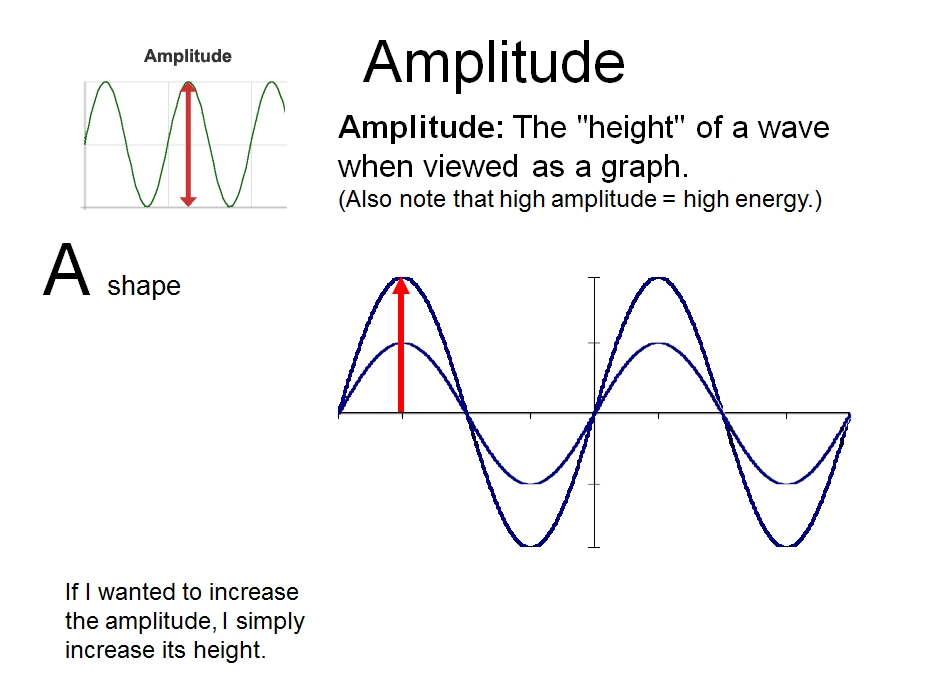 Amplitude
Amplitude
Amplitude: The "height" of a wave
when viewed as a graph.
(Also note that high amplitude = high energy.)
A shape
If I wanted to increase
the amplitude, I simply
increase its height.